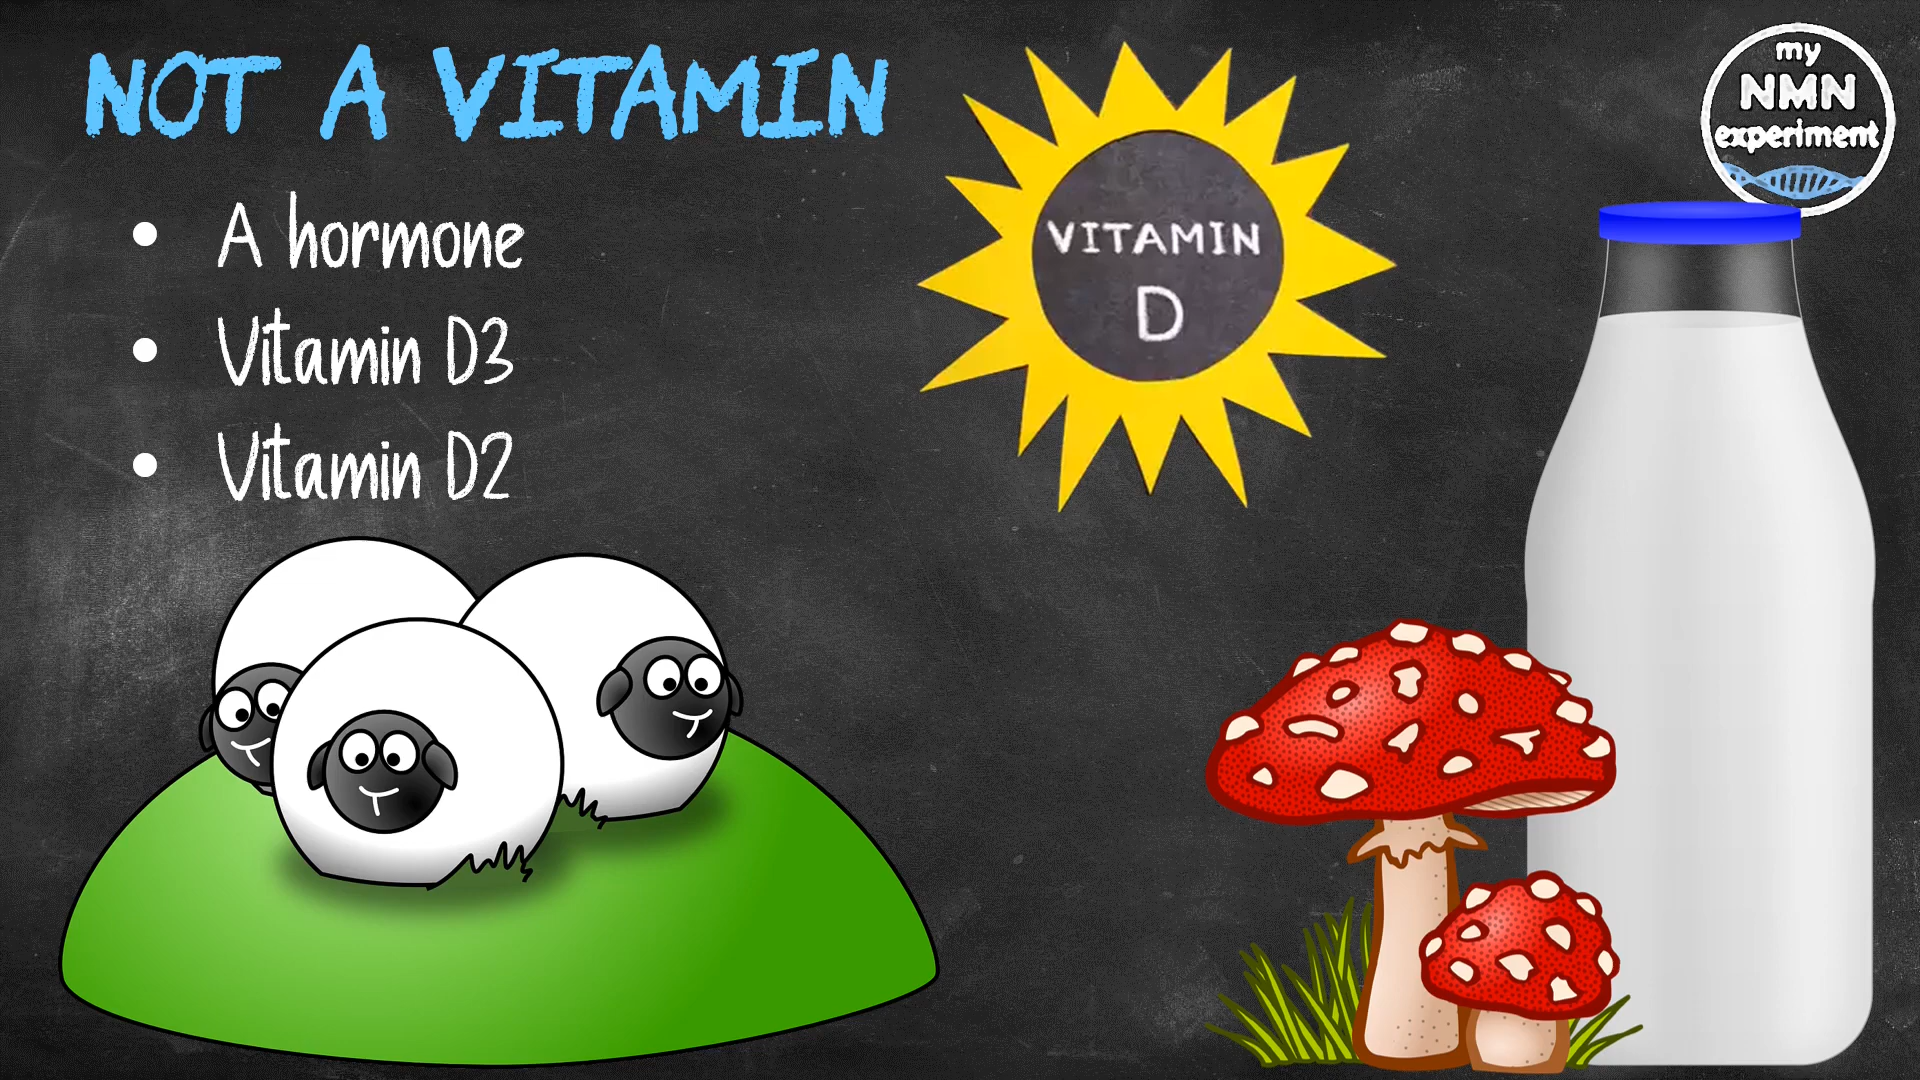 NOT A VITAMIN
• A hormone
• Vitamin D3
• Vitamin D2
VITAMIN
D
my
NMN
experiment